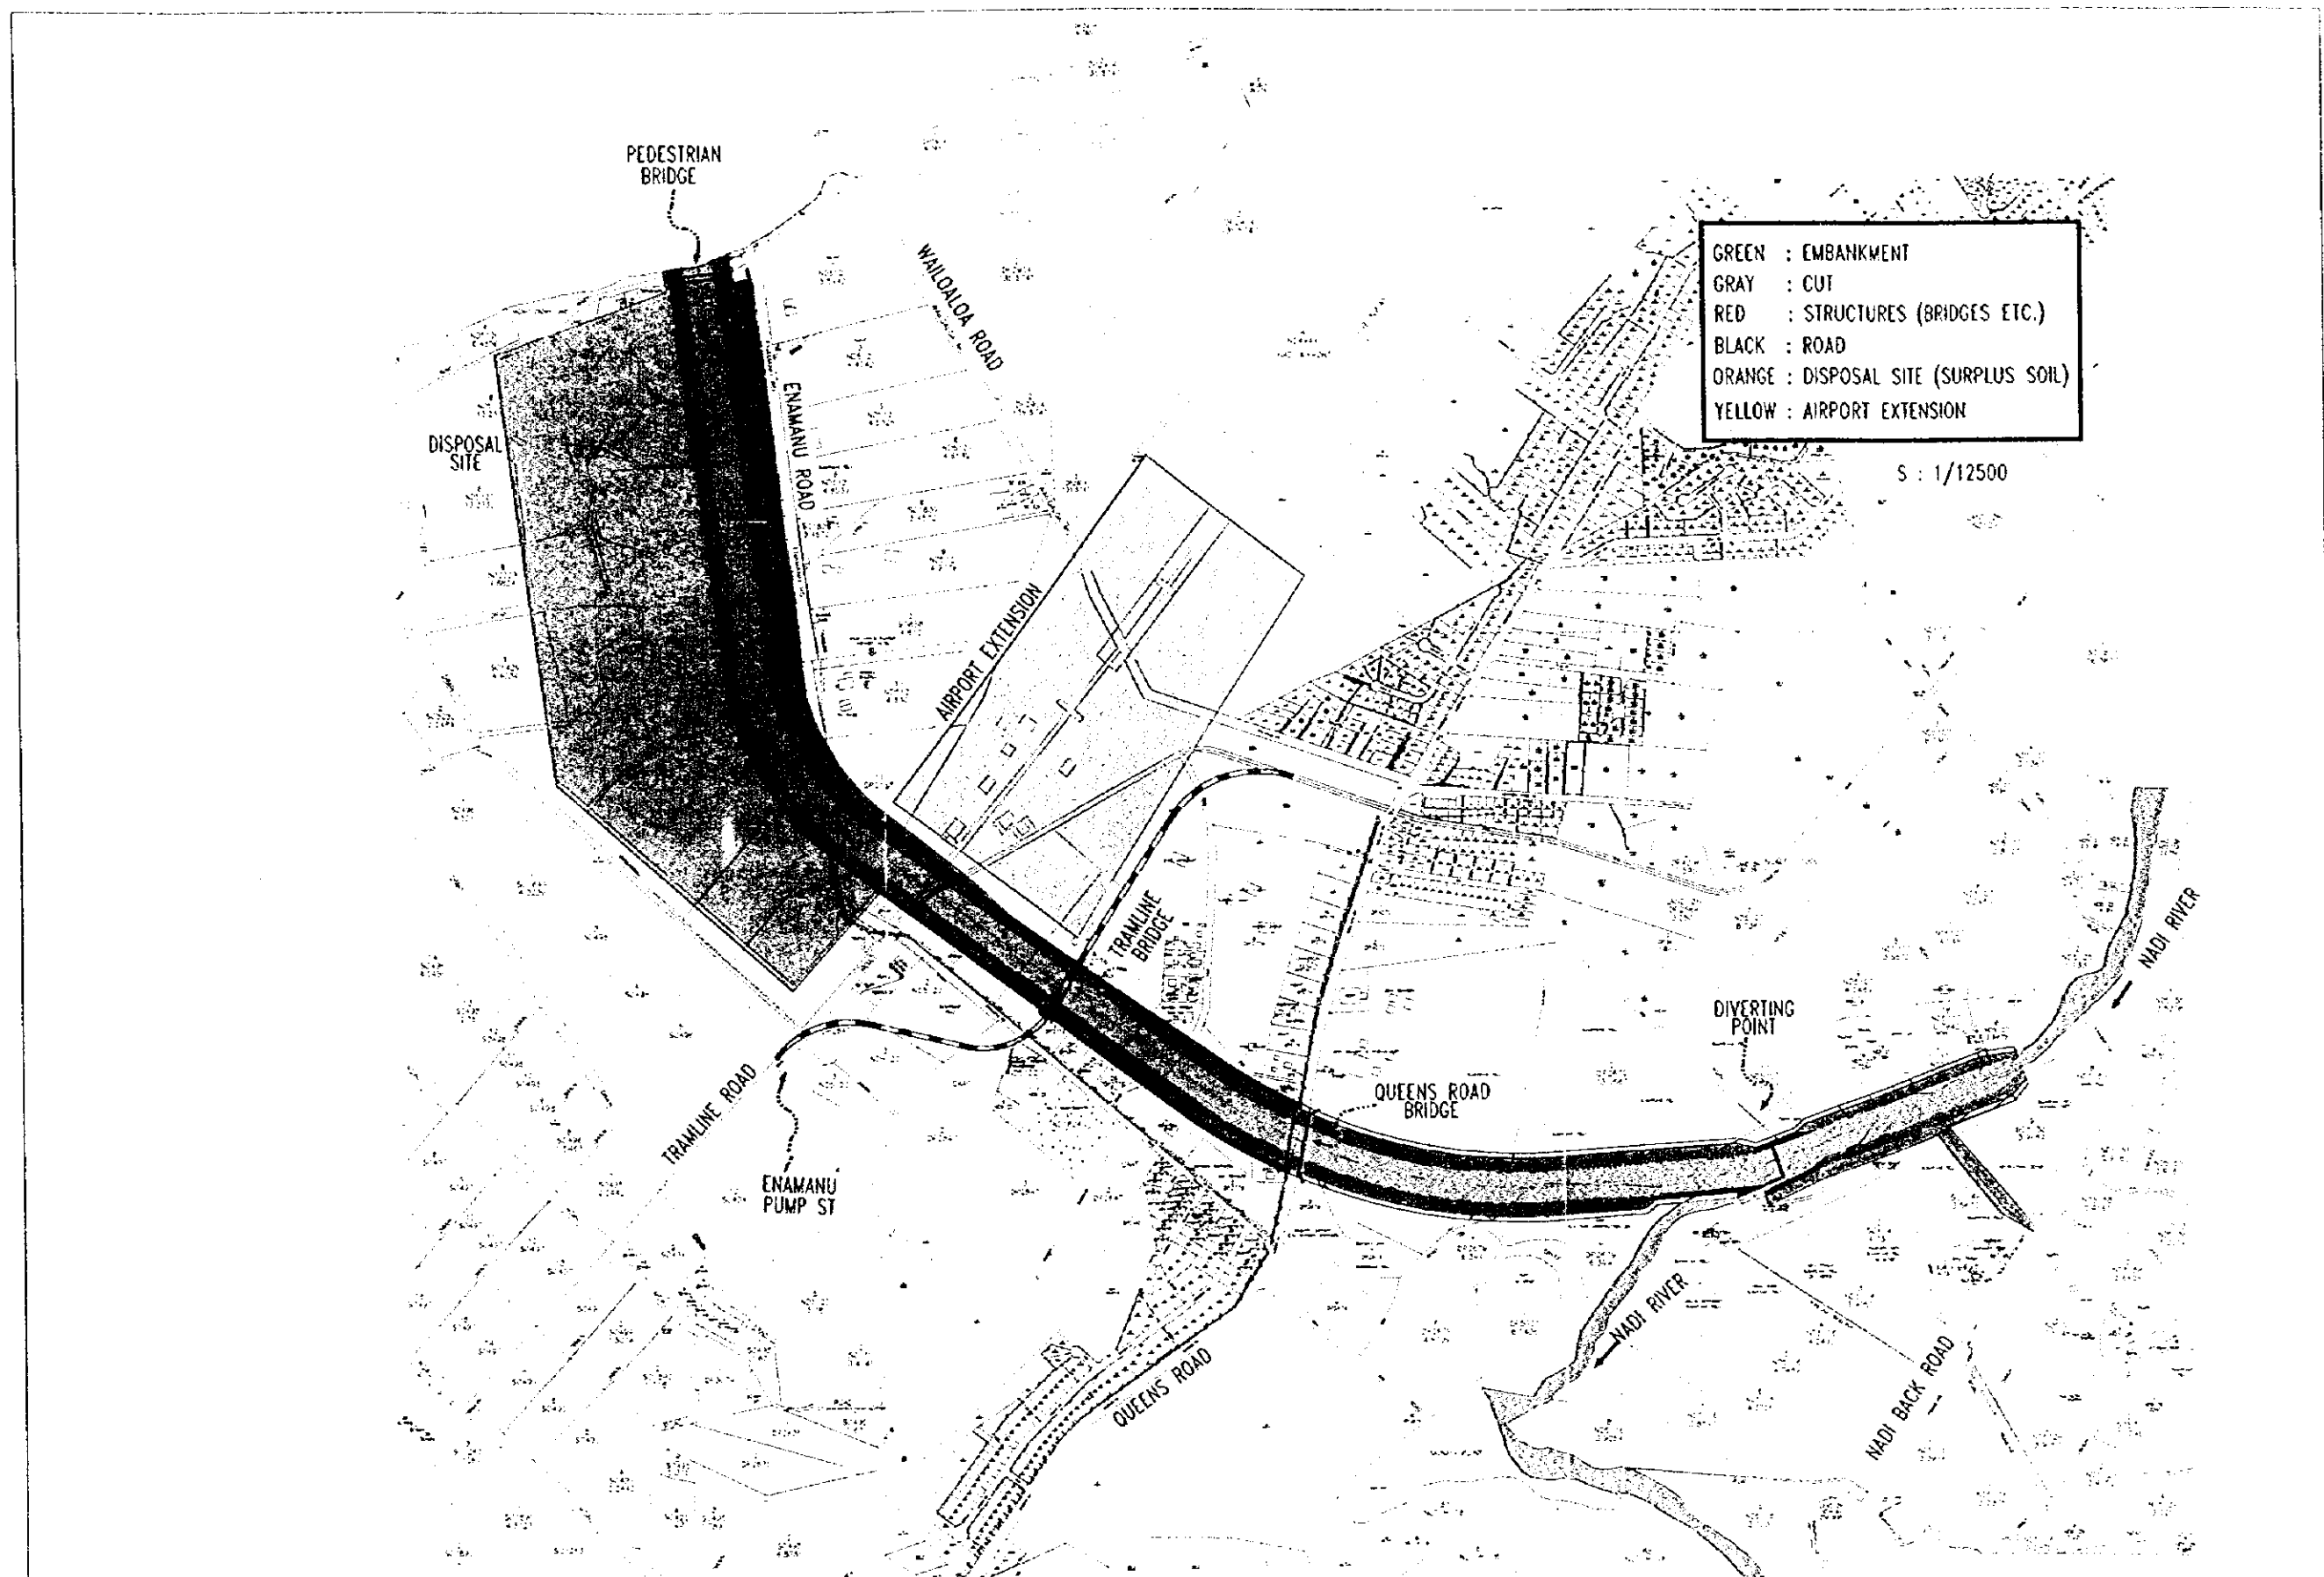 PEDESTRIAN
BRIDGE
WAILOALOA ROAD
GREEN : EMBANKMENT
GRAY : CUT
RED : STRUCTURES (BRIDGES ETC.)
BLACK : ROAD
ORANGE : DISPOSAL SITE (SURPLUS SOIL)
YELLOW : AIRPORT EXTENSION
S : 1/12500
ENAMANU ROAD
DISPOSAL
SITE
AIRPORT EXTENSION
TRAMLINE
BRIDGE
NADI RIVER
DIVERTING
POINT
QUEENS ROAD
BRIDGE
TRAMLINE ROAD
ENAMANU
PUMP ST
NADI RIVER
QUEENS ROAD
NADI BACK ROAD